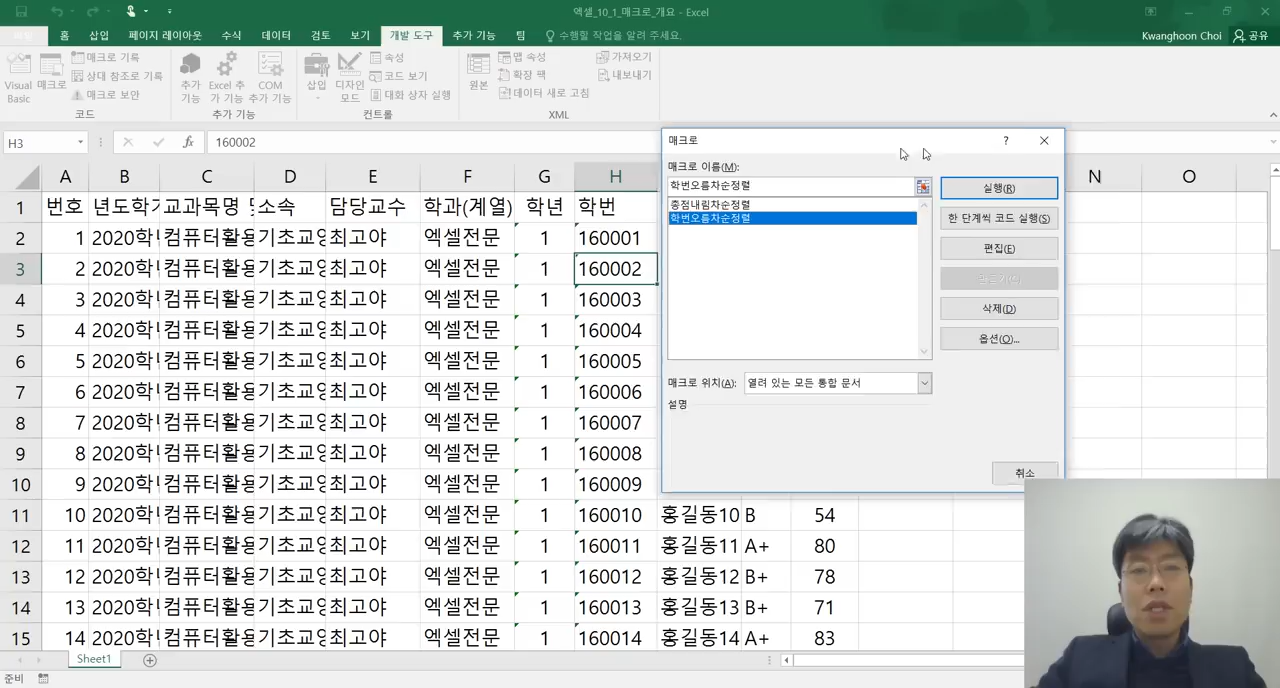 엑셀_10_1_매크로_개요 - Excel
홈 삽입 페이지 레이아웃 수식 데이터 검토 보기 개발 도구 추가 기능 팀 수행할 작업을 알려 주세요. Kwanghoon Choi 공유
Visual Basic
매크로
매크로 기록
상대 참조로 기록
매크로 보안
코드
추가 기능
Excel 추가 기능
COM 추가 기능
추가 기능
삽입
디자인 모드
속성
코드 보기
대화 상자 실행
컨트롤
원본
맵 속성
확장 팩
데이터 새로 고침
가져오기
내보내기
XML
H3 fx 160002
A B C D E F G H N O
1 번호 년도학기 교과목명 및 소속 담당교수 학과(계열) 학년 학번
2 1 2020학 컴퓨터활용 기초교양 최고야 엑셀전문 1 160001
3 2 2020학 컴퓨터활용 기초교양 최고야 엑셀전문 1 160002
4 3 2020학 컴퓨터활용 기초교양 최고야 엑셀전문 1 160003
5 4 2020학 컴퓨터활용 기초교양 최고야 엑셀전문 1 160004
6 5 2020학 컴퓨터활용 기초교양 최고야 엑셀전문 1 160005
7 6 2020학 컴퓨터활용 기초교양 최고야 엑셀전문 1 160006
8 7 2020학 컴퓨터활용 기초교양 최고야 엑셀전문 1 160007
9 8 2020학 컴퓨터활용 기초교양 최고야 엑셀전문 1 160008
10 9 2020학 컴퓨터활용 기초교양 최고야 엑셀전문 1 160009
11 10 2020학 컴퓨터활용 기초교양 최고야 엑셀전문 1 160010 홍길동10 B 54
12 11 2020학 컴퓨터활용 기초교양 최고야 엑셀전문 1 160011 홍길동11 A+ 80
13 12 2020학 컴퓨터활용 기초교양 최고야 엑셀전문 1 160012 홍길동12 B+ 78
14 13 2020학 컴퓨터활용 기초교양 최고야 엑셀전문 1 160013 홍길동13 B+ 71
15 14 2020학 컴퓨터활용 기초교양 최고야 엑셀전문 1 160014 홍길동14 A+ 83
매크로 ?
매크로 이름(M):
학번오름차순정렬
총점내림차순정렬
학번오름차순정렬
실행(R)
한 단계씩 코드 실행(S)
편집(E)
만들기(C)
삭제(D)
옵션(O)...
매크로 위치(A): 열려 있는 모든 통합 문서
설명
취소
Sheet1
준비